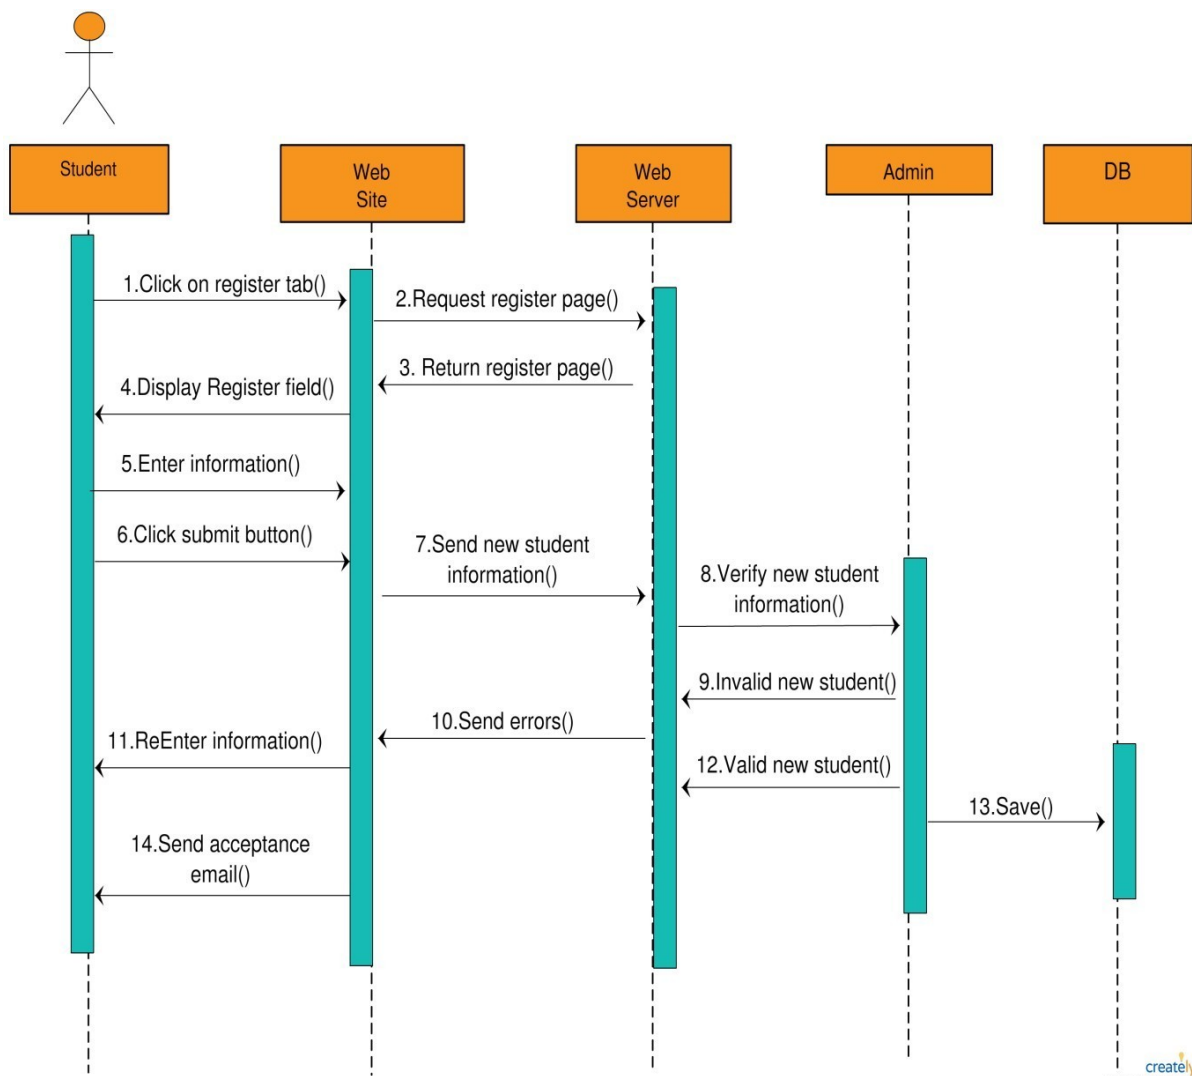 Student
Web
Site
Web
Server
Admin
DB
1.Click on register tab()
2.Request register page()
3. Return register page()
4.Display Register field()
5.Enter information()
6.Click submit button()
7.Send new student
information()
8.Verify new student
information()
9.Invalid new student()
10.Send errors()
11.ReEnter information()
12.Valid new student()
13.Save()
14.Send acceptance
email()
creately